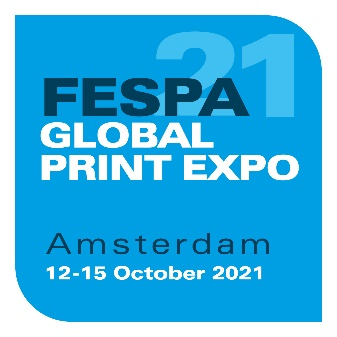 21
FESPA
GLOBAL
PRINT EXPO
Amsterdam
12-15 October 2021